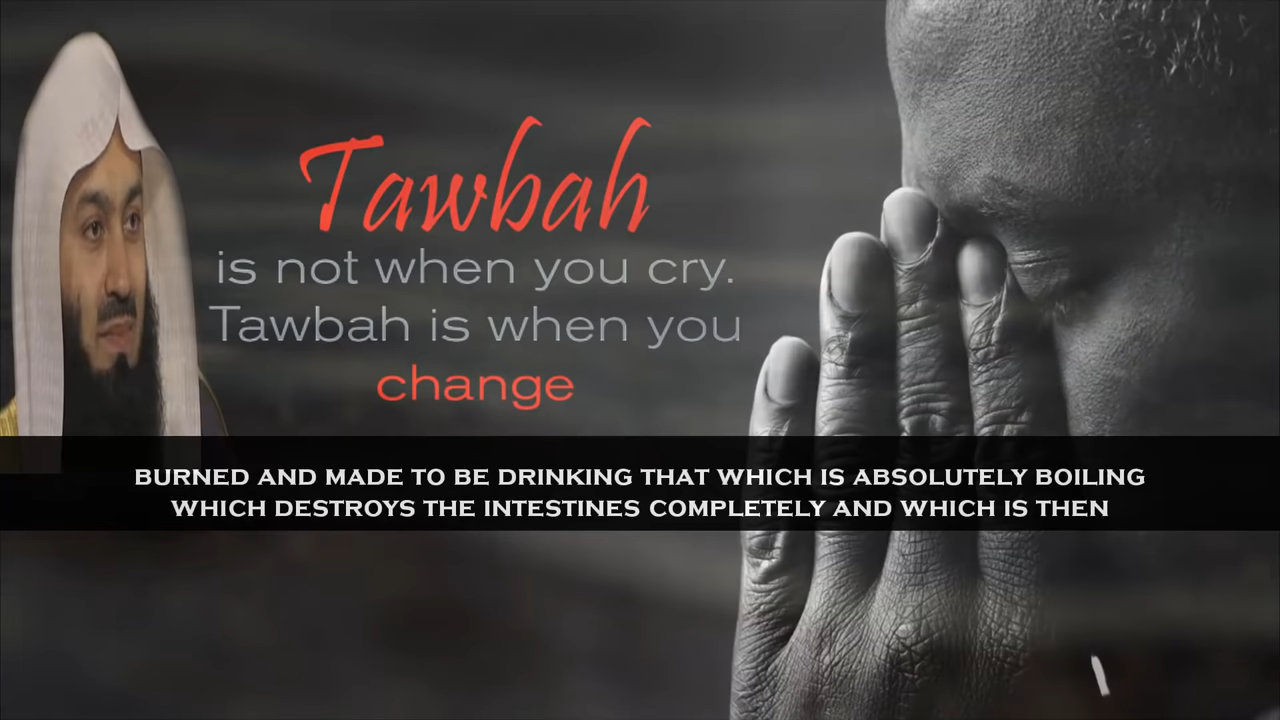 Tawbah
is not when you cry.
Tawbah is when you
change
BURNED AND MADE TO BE DRINKING THAT WHICH IS ABSOLUTELY BOILING
WHICH DESTROYS THE INTESTINES COMPLETELY AND WHICH IS THEN